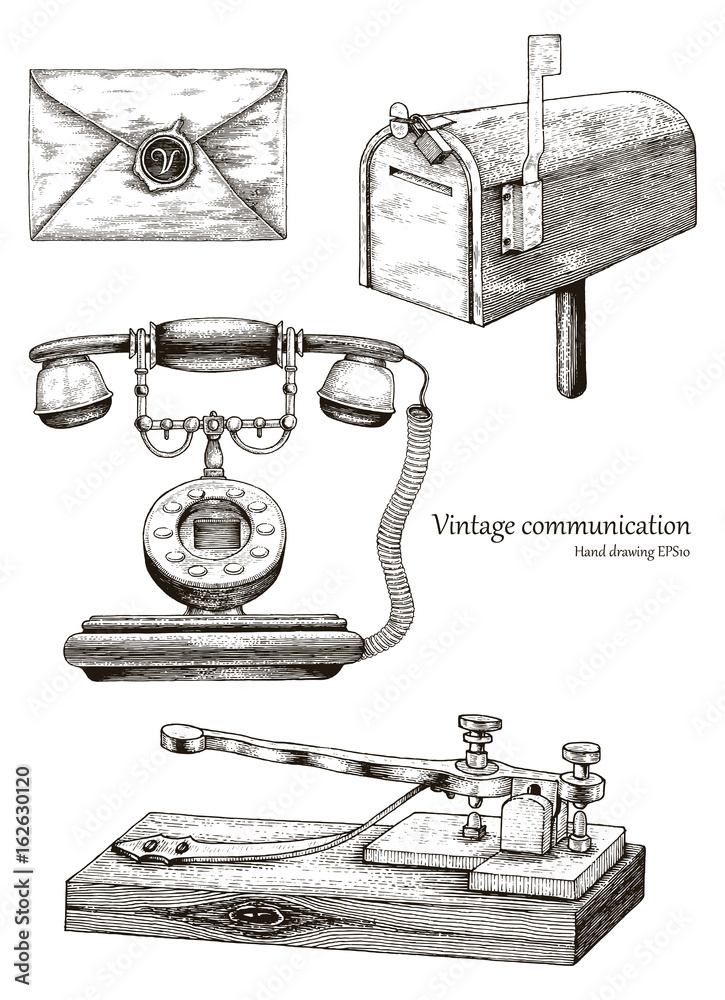 V
Vintage communication
Hand drawing EPS10
Adobe Stock | #162630120